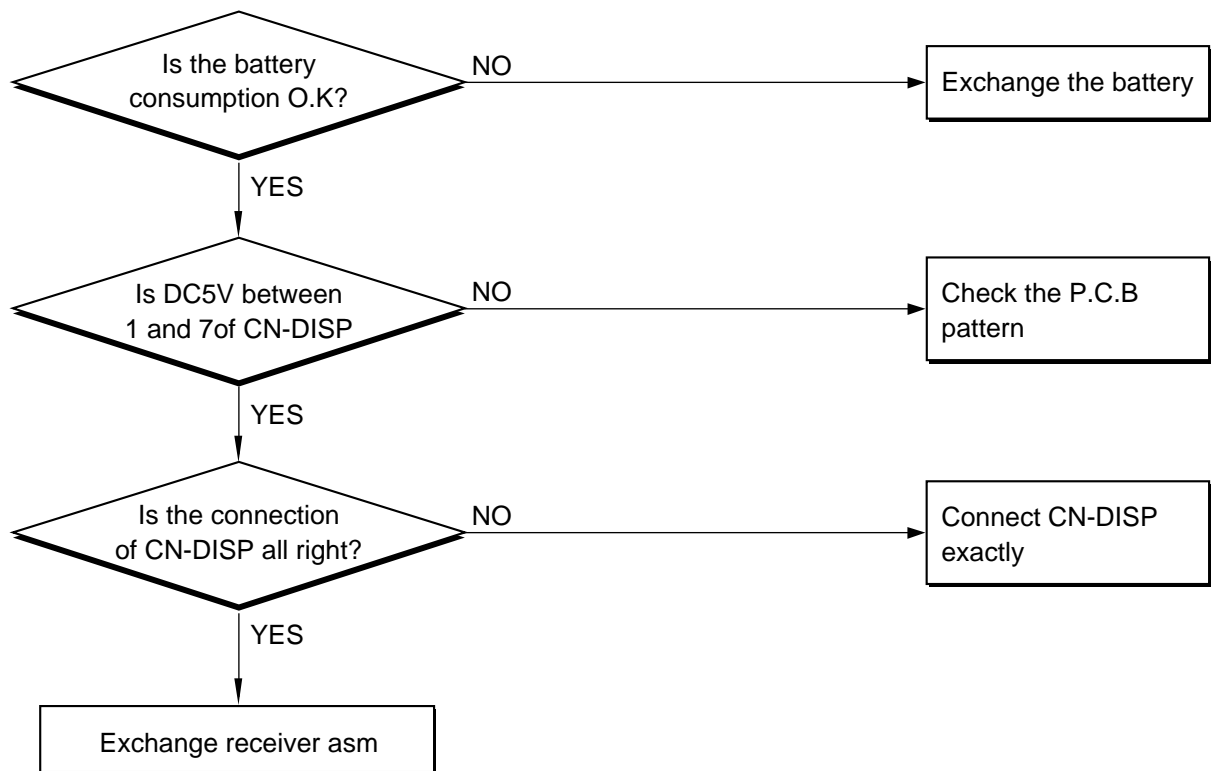 Is the battery
consumption O.K?
NO
Exchange the battery
YES
Is DC5V between
1 and 7of CN-DISP
NO
Check the P.C.B
pattern
YES
Is the connection
of CN-DISP all right?
NO
Connect CN-DISP
exactly
YES
Exchange receiver asm